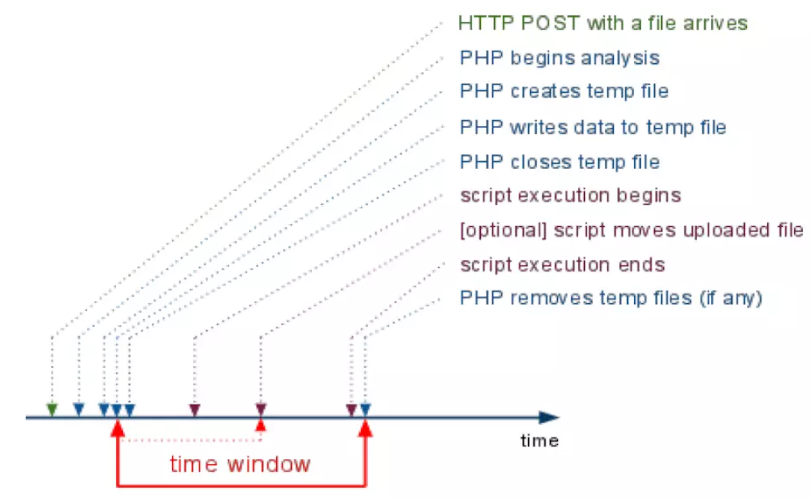 HTTP POST with a file arrives
PHP begins analysis
PHP creates temp file
PHP writes data to temp file
PHP closes temp file
script execution begins
[optional] script moves uploaded file
script execution ends
PHP removes temp files (if any)
time
time window